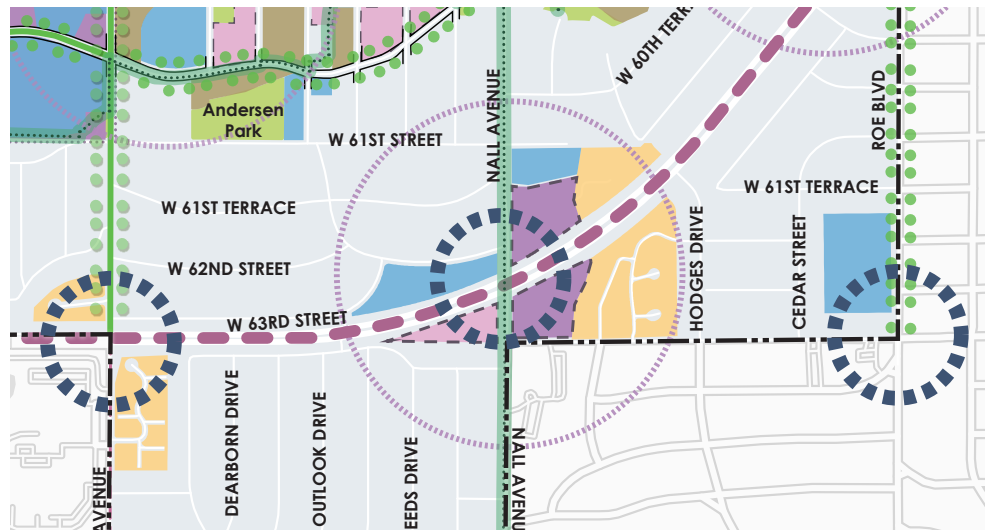 W 60TH TERR
NALL AVENUE
ROE BLVD
Andersen
Park
W 61ST STREET
W 61ST TERRACE
W 61ST TERRACE
W 62ND STREET
HODGES DRIVE
CEDAR STREET
W 63RD STREET
DEARBORN DRIVE
OUTLOOK DRIVE
EEDS DRIVE
NALL AVENU
AVENUE